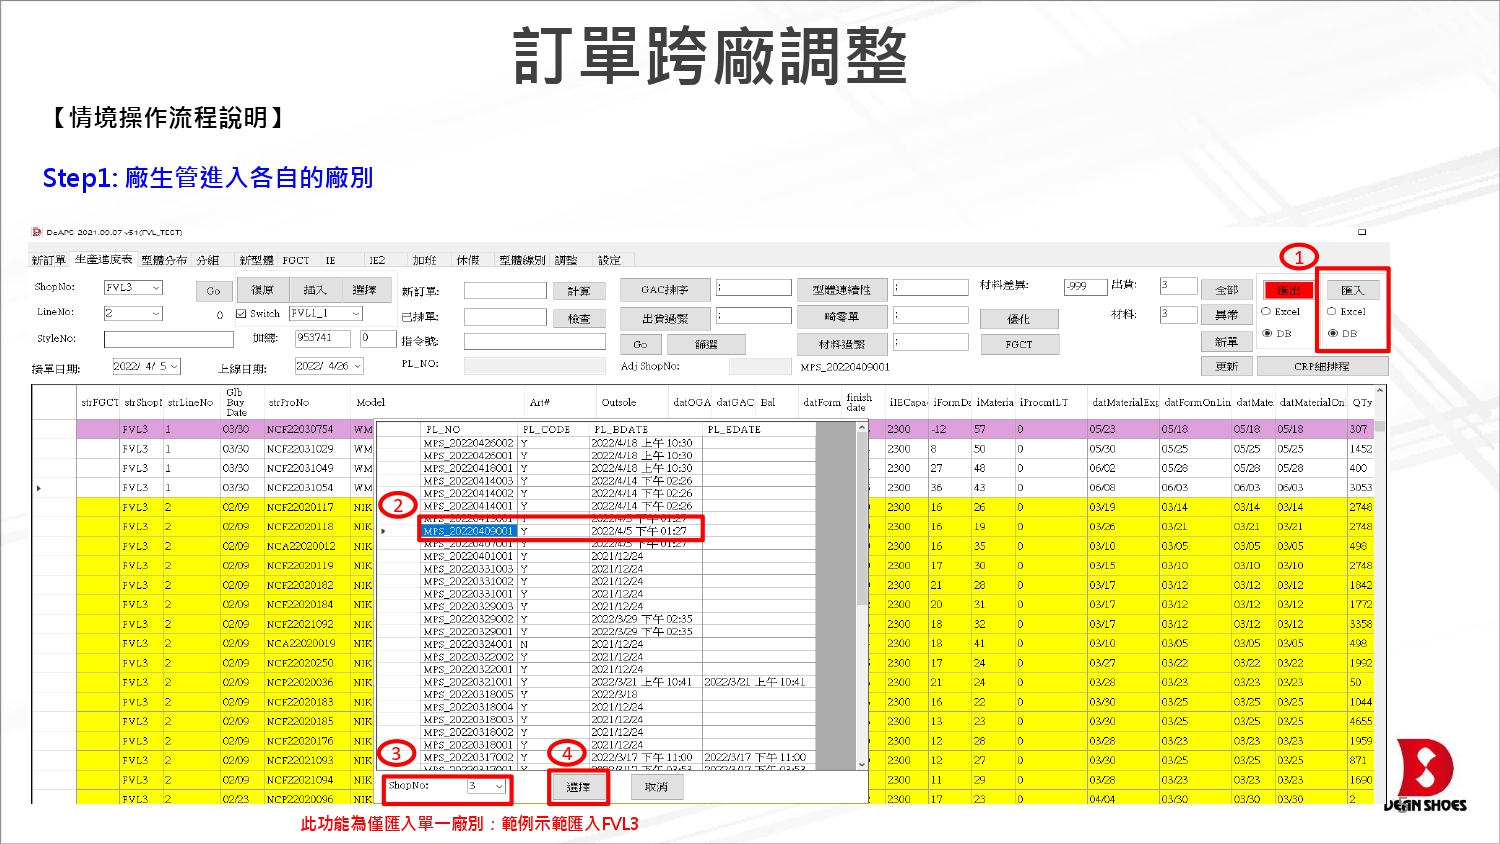 訂單跨廠調整
【情境操作流程說明】
Step1: 廠生管進入各自的廠別
DeAPS-2021.09.07 v51(FVL_TEST)
新訂單 生產進度表 型體分布 分組 新型體 FGCT IE IE2 加班 休假 型體線別 調整 設定
1
ShopNo: FVL3 Go 復原 插入 選擇 新訂單: 計算 GAC排序 ; 型體連續性 ; 材料差異: -999 出貨: 3 全部 匯出 匯入
LineNo: 2 0 Switch FVL1_1 已排單: 檢查 出貨過緊 ; 畸零單 ; 優化 材料: 3 異常 Excel Excel
StyleNo: 加總: 953741 0 指令號: Go 篩選 材料過緊 ; FGCT 新單 DB DB
接單日期: 2022/ 4/ 5 上線日期: 2022/ 4/26 PL_NO: Adj ShopNo: MPS_20220409001 更新 CRP細排程
strFGCT strShopN strLineNo Glb Buy Date strProNo Model Art# Outsole datOGA datGAC Bal datForm finish date iIECapa iFormDa iMateria iProcmtLT datMaterialExp datFormOnLin datMate datMaterialOnl QTy
FVL3 1 03/30 NCF22030754 WM 2300 -12 57 0 05/23 05/18 05/18 05/18 307
FVL3 1 03/30 NCF22031029 WM 2300 8 50 0 05/30 05/25 05/25 05/25 1452
FVL3 1 03/30 NCF22031049 WM 2300 27 48 0 06/02 05/28 05/28 05/28 400
FVL3 1 03/30 NCF22031054 WM 2300 36 43 0 06/08 06/03 06/03 06/03 3053
FVL3 2 02/09 NCF22020117 NIK 2300 16 26 0 03/19 03/14 03/14 03/14 2748
FVL3 2 02/09 NCF22020118 NIK 2300 16 19 0 03/26 03/21 03/21 03/21 2748
FVL3 2 02/09 NCA22020012 NIK 2300 16 35 0 03/10 03/05 03/05 03/05 498
FVL3 2 02/09 NCF22020119 NIK 2300 17 30 0 03/15 03/10 03/10 03/10 2748
FVL3 2 02/09 NCF22020182 NIK 2300 21 28 0 03/17 03/12 03/12 03/12 1842
FVL3 2 02/09 NCF22020184 NIK 2300 20 31 0 03/17 03/12 03/12 03/12 1772
FVL3 2 02/09 NCF22021092 NIK 2300 18 32 0 03/17 03/12 03/12 03/12 3358
FVL3 2 02/09 NCA22020019 NIK 2300 18 41 0 03/10 03/05 03/05 03/05 498
FVL3 2 02/09 NCF22020250 NIK 2300 17 24 0 03/27 03/22 03/22 03/22 1992
FVL3 2 02/09 NCF22020036 NIK 2300 21 24 0 03/28 03/23 03/23 03/23 50
FVL3 2 02/09 NCF22020183 NIK 2300 16 22 0 03/30 03/25 03/25 03/25 1044
FVL3 2 02/09 NCF22020185 NIK 2300 13 23 0 03/30 03/25 03/25 03/25 4655
FVL3 2 02/09 NCF22020176 NIK 2300 12 28 0 03/28 03/23 03/23 03/23 1959
FVL3 2 02/09 NCF22021093 NIK 2300 12 27 0 03/30 03/25 03/25 03/25 871
FVL3 2 02/09 NCF22021094 NIK 2300 11 29 0 03/28 03/23 03/23 03/23 1690
FVL3 2 02/23 NCP22020096 NIK 2300 17 23 0 04/04 03/30 03/30 03/30 2
PL_NO PL_CODE PL_BDATE PL_EDATE
MPS_20220426002 Y 2022/4/18 上午 10:30
MPS_20220426001 Y 2022/4/18 上午 10:30
MPS_20220418001 Y 2022/4/18 上午 10:30
MPS_20220414003 Y 2022/4/14 下午 02:26
MPS_20220414002 Y 2022/4/14 下午 02:26
2 MPS_20220414001 Y 2022/4/14 下午 02:26
MPS_20220409001 Y 2022/4/5 下午 01:27
MPS_20220407001 Y 2022/4/5 下午 01:27
MPS_20220401001 Y 2021/12/24
MPS_20220331003 Y 2021/12/24
MPS_20220331002 Y 2021/12/24
MPS_20220331001 Y 2021/12/24
MPS_20220329003 Y 2021/12/24
MPS_20220329002 Y 2022/3/29 下午 02:35
MPS_20220329001 Y 2022/3/29 下午 02:35
MPS_20220324001 N 2021/12/24
MPS_20220322002 Y 2021/12/24
MPS_20220322001 Y 2021/12/24
MPS_20220321001 Y 2022/3/21 上午 10:41 2022/3/21 上午 10:41
MPS_20220318005 Y 2022/3/18
MPS_20220318004 Y 2021/12/24
MPS_20220318003 Y 2021/12/24
MPS_20220318002 Y 2021/12/24
MPS_20220318001 Y 2021/12/24
MPS_20220317002 Y 2022/3/17 下午 11:00 2022/3/17 下午 11:00
3 4
ShopNo: 3 選擇 取消
此功能為僅匯入單一廠別：範例示範匯入FVL3
DEAN SHOES
5